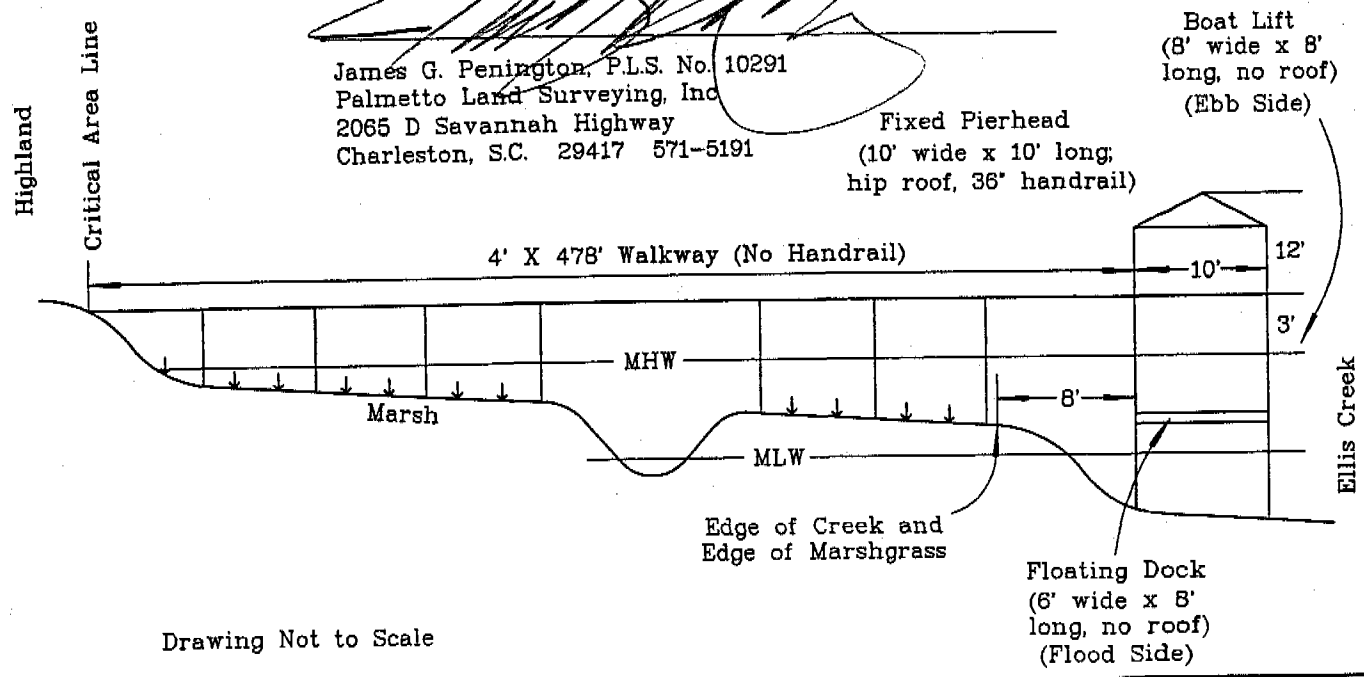 James G. Penington, P.L.S. No. 10291
Palmetto Land Surveying, Inc
2065 D Savannah Highway
Charleston, S.C. 29417 571-5191
Highland
Critical Area Line
Boat Lift
(8' wide x 8'
long, no roof)
(Ebb Side)
Fixed Pierhead
(10' wide x 10' long;
hip roof, 36" handrail)
4' X 478' Walkway (No Handrail)
10'
12'
3'
MHW
Marsh
8'
MLW
Ellis Creek
Edge of Creek and
Edge of Marshgrass
Floating Dock
(6' wide x 8'
long, no roof)
(Flood Side)
Drawing Not to Scale